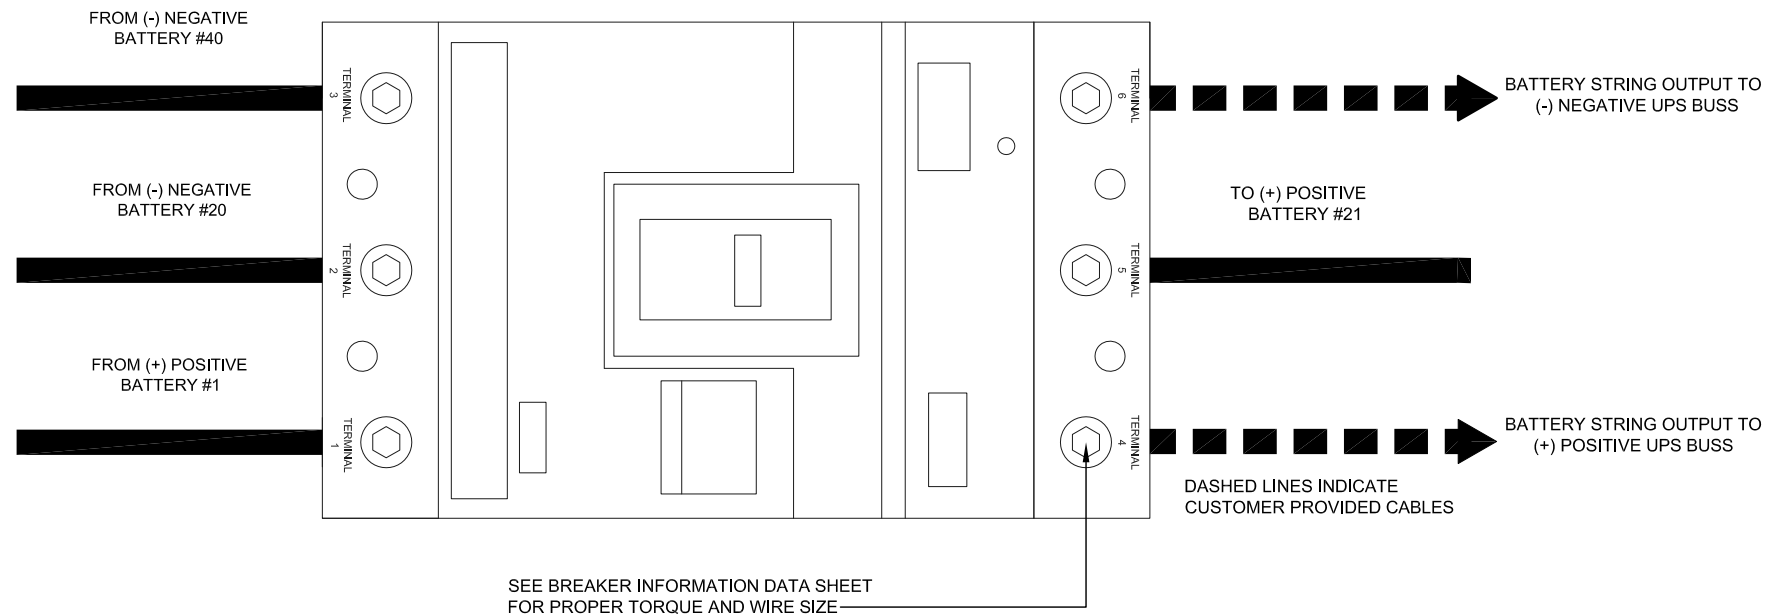 FROM (-) NEGATIVE
BATTERY #40
TERMINAL
3
TERMINAL
6
BATTERY STRING OUTPUT TO
(-) NEGATIVE UPS BUSS
FROM (-) NEGATIVE
BATTERY #20
TERMINAL
2
TERMINAL
5
TO (+) POSITIVE
BATTERY #21
FROM (+) POSITIVE
BATTERY #1
TERMINAL
1
TERMINAL
4
BATTERY STRING OUTPUT TO
(+) POSITIVE UPS BUSS
DASHED LINES INDICATE
CUSTOMER PROVIDED CABLES
SEE BREAKER INFORMATION DATA SHEET
FOR PROPER TORQUE AND WIRE SIZE